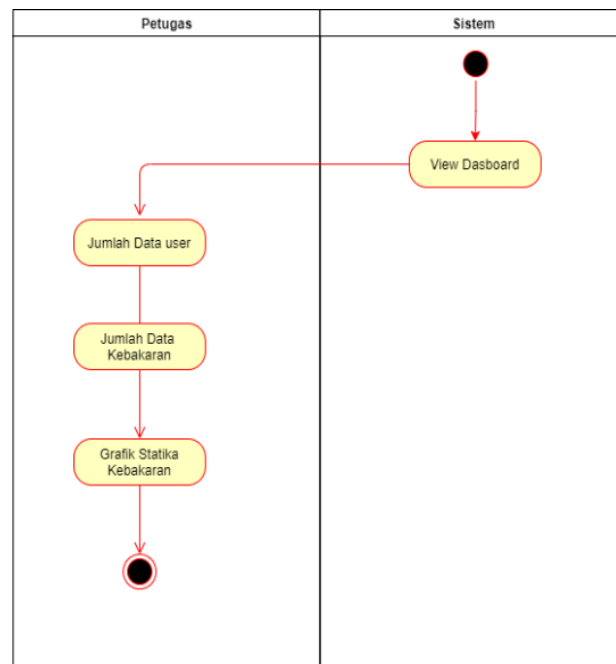 Petugas
Sistem
View Dasboard
Jumlah Data user
Jumlah Data
Kebakaran
Grafik Statika
Kebakaran